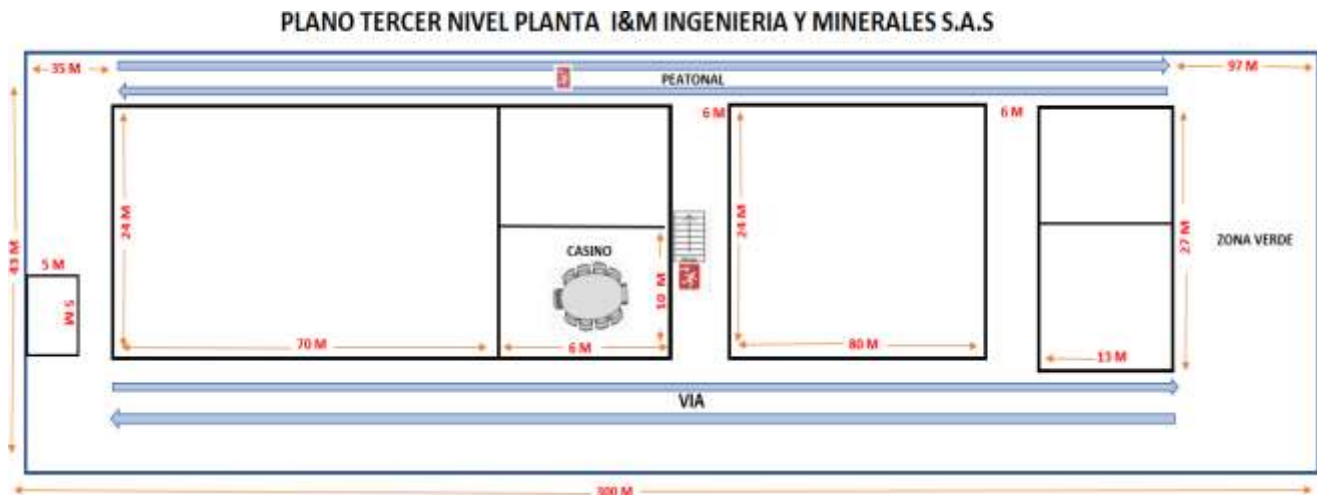 PLANO TERCER NIVEL PLANTA I&M INGENIERIA Y MINERALES S.A.S
35 M
97 M
PEATONAL
6 M
6 M
24 M
24 M
27 M
43 M
ZONA VERDE
CASINO
5 M
5 M
10 M
70 M
6 M
80 M
13 M
VIA
300 M